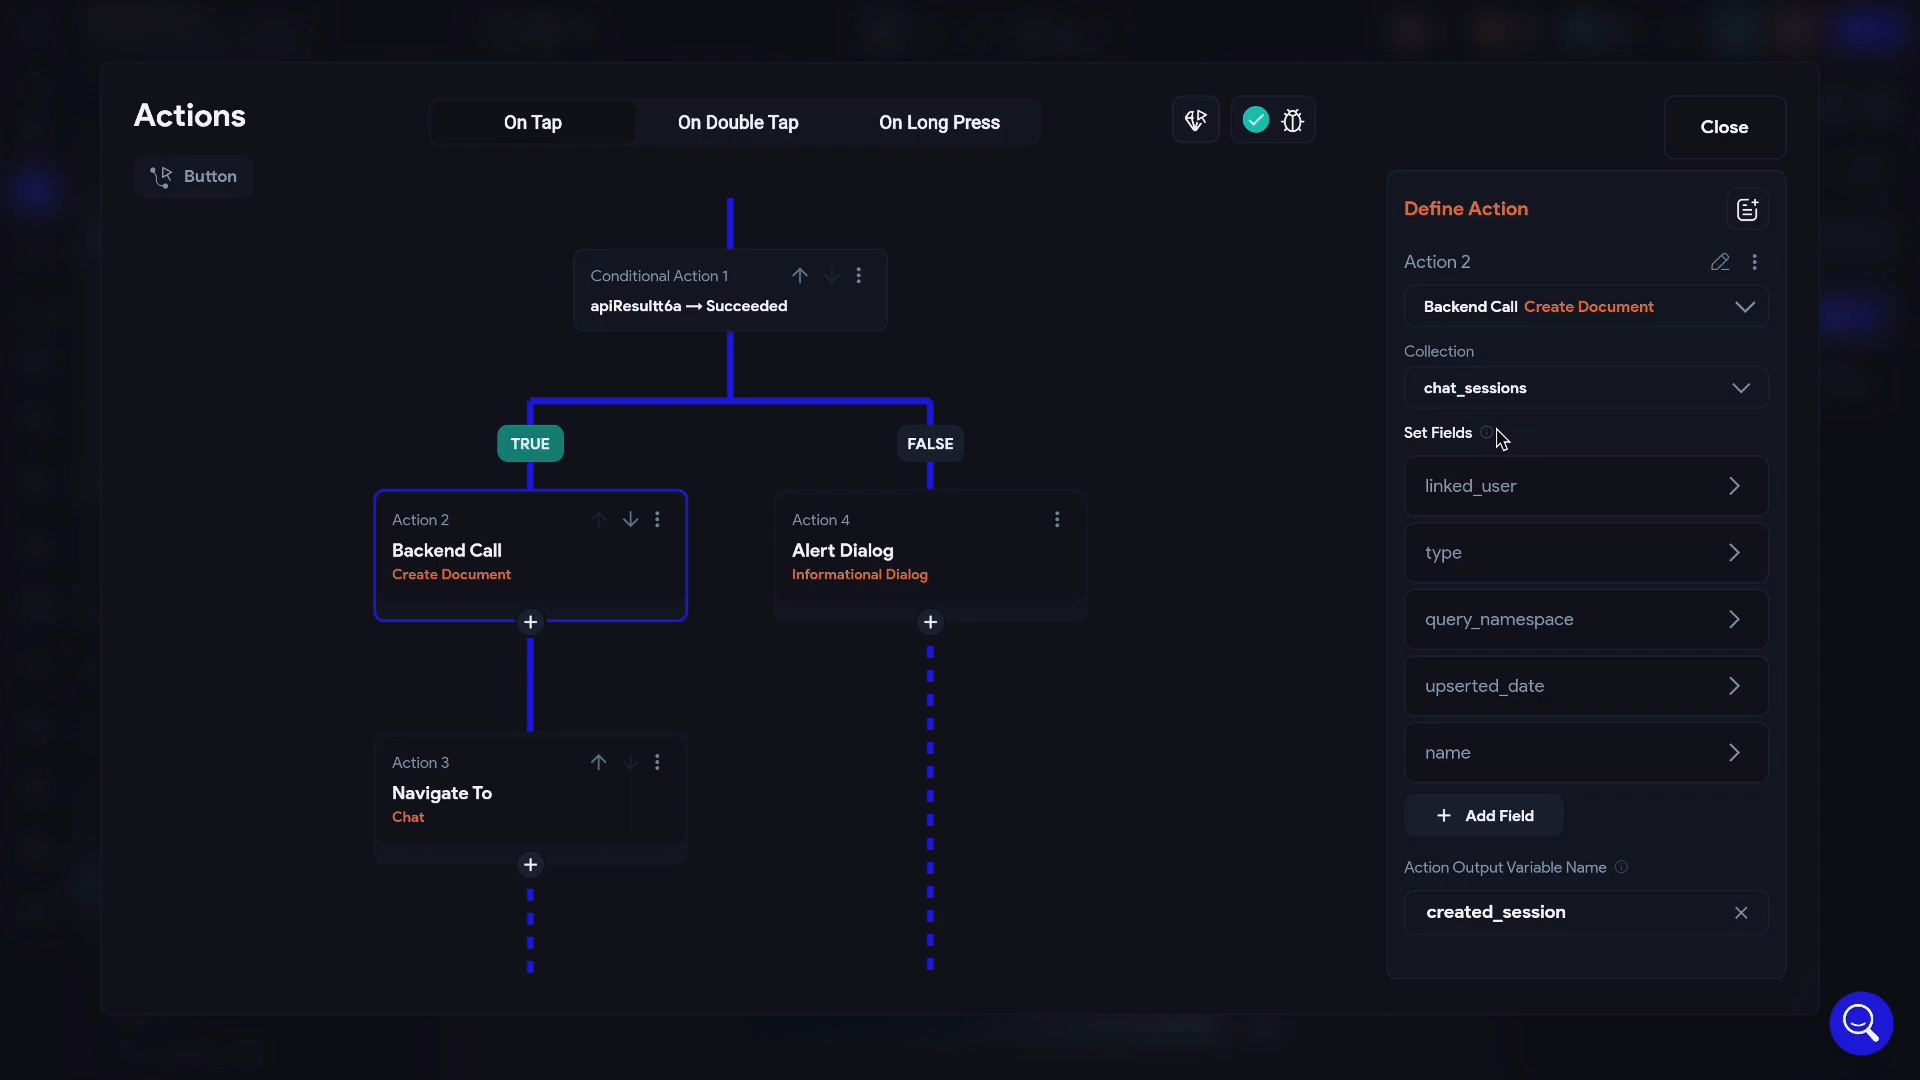 Actions
On Tap
On Double Tap
On Long Press
Close
Button
Conditional Action 1
apiResultt6a → Succeeded
TRUE
FALSE
Action 2
Backend Call
Create Document
Action 4
Alert Dialog
Informational Dialog
Action 3
Navigate To
Chat
Define Action
Action 2
Backend Call Create Document
Collection
chat_sessions
Set Fields
linked_user
type
query_namespace
upserted_date
name
+ Add Field
Action Output Variable Name
created_session